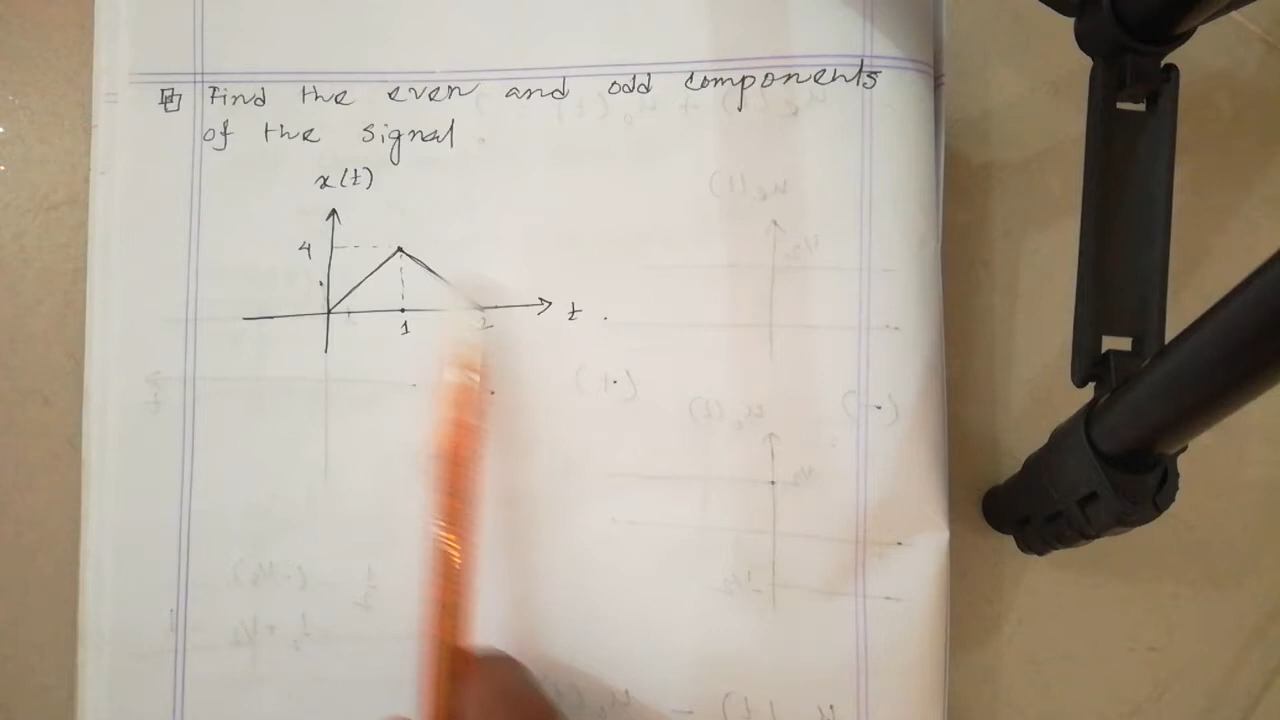 Find the even and odd components
of the signal
x(t)
4
1
2
t